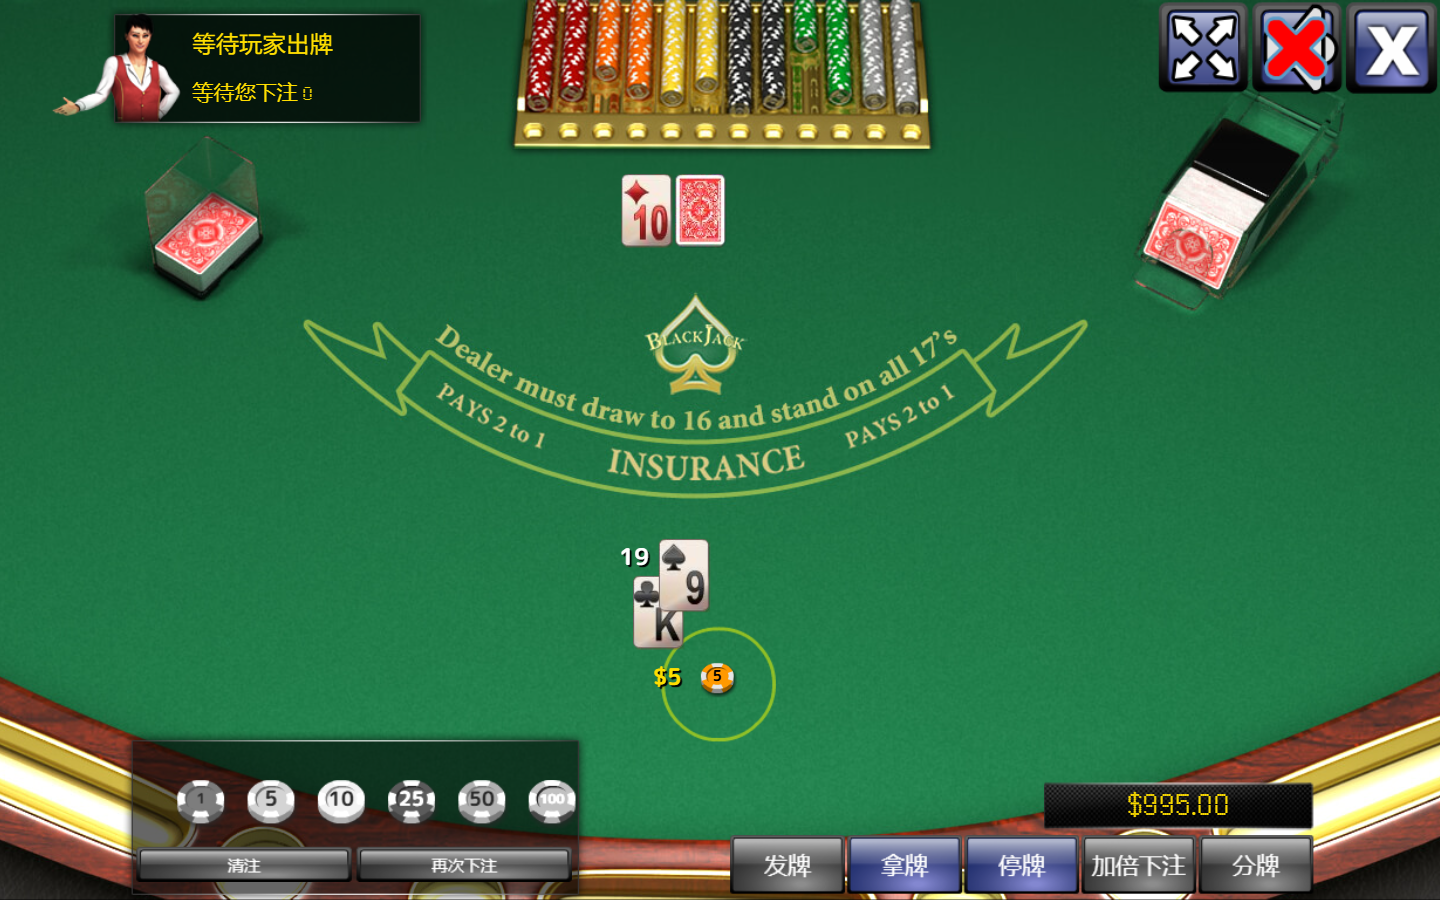 等待玩家出牌
等待您下注 0
10
BLACKJACK
Dealer must draw to 16 and stand on all 17's
PAYS 2 to 1
INSURANCE
PAYS 2 to 1
19
9
K
$5
5
1
5
10
25
50
100
清注
再次下注
$995.00
发牌
拿牌
停牌
加倍下注
分牌